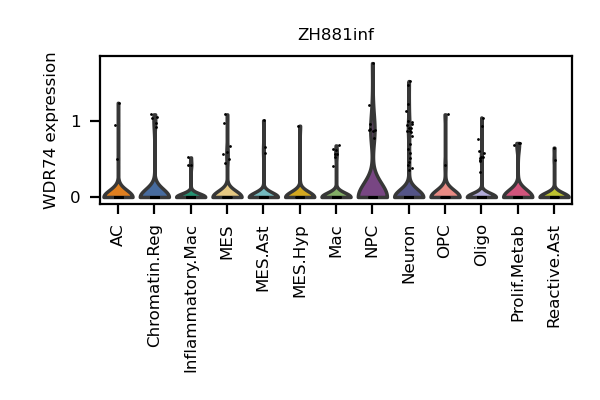 ZH881inf
WDR74 expression
1
0
AC
Chromatin.Reg
Inflammatory.Mac
MES
MES.Ast
MES.Hyp
Mac
NPC
Neuron
OPC
Oligo
Prolif.Metab
Reactive.Ast